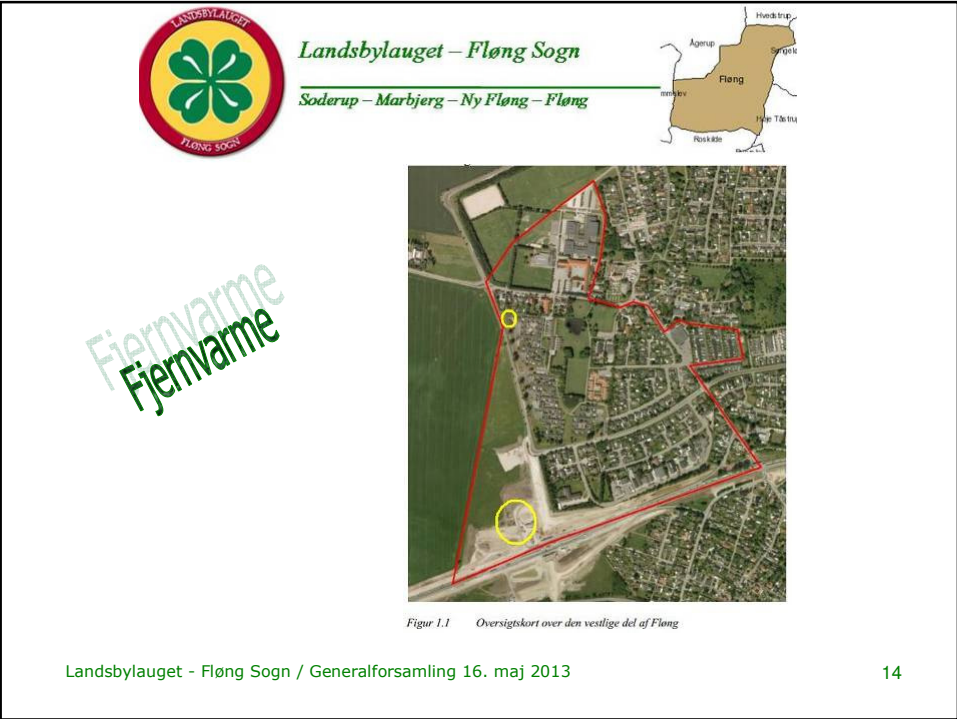 LANDSBYLAUGET
FLØNG SOGN
Landsbylauget – Fløng Sogn
Soderup – Marbjerg – Ny Fløng – Fløng
Hvedstrup
Ågerup
Fløng
Roskilde
Fjernvarme
Figur 1.1 Oversigtskort over den vestlige del af Fløng
Landsbylauget - Fløng Sogn / Generalforsamling 16. maj 2013
14